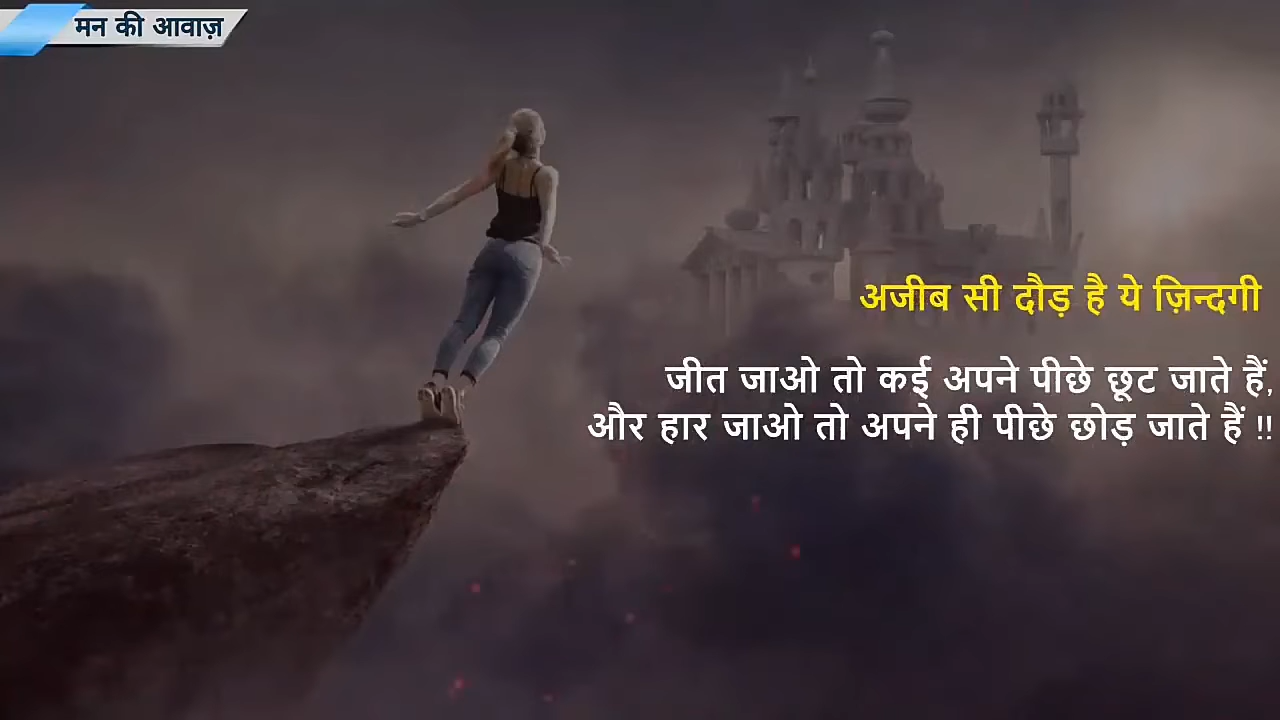 मन की आवाज़
अजीब सी दौड़ है ये ज़िन्दगी
जीत जाओ तो कई अपने पीछे छूट जाते हैं,
और हार जाओ तो अपने ही पीछे छोड़ जाते हैं !!